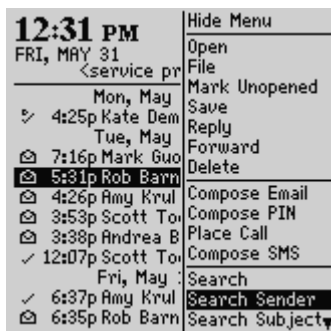 12:31 PM
FRI, MAY 31
<service pr
Mon, May
4:25p Kate Dem
Tue, May
7:16p Mark Guo
5:31p Rob Barn
4:26p Amy Krul
3:53p Scott To
3:38p Andrea B
12:07p Scott To
Fri, May
6:37p Amy Krul
6:35p Rob Barn
Hide Menu
Open
File
Mark Unopened
Save
Reply
Forward
Delete
Compose Email
Compose PIN
Place Call
Compose SMS
Search
Search Sender
Search Subject